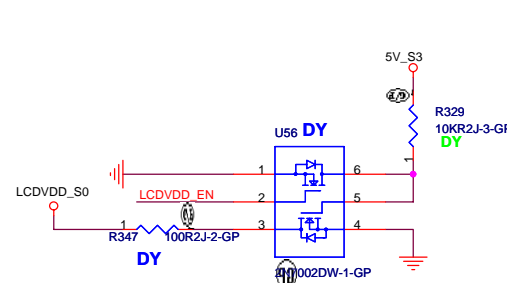 5V_S3
R329
10KR2J-3-GP
DY
1
U56 DY
1
6
LCDVDD_S0
LCDVDD_EN
2
5
1
3
4
R347
100R2J-2-GP
DY
2N7002DW-1-GP